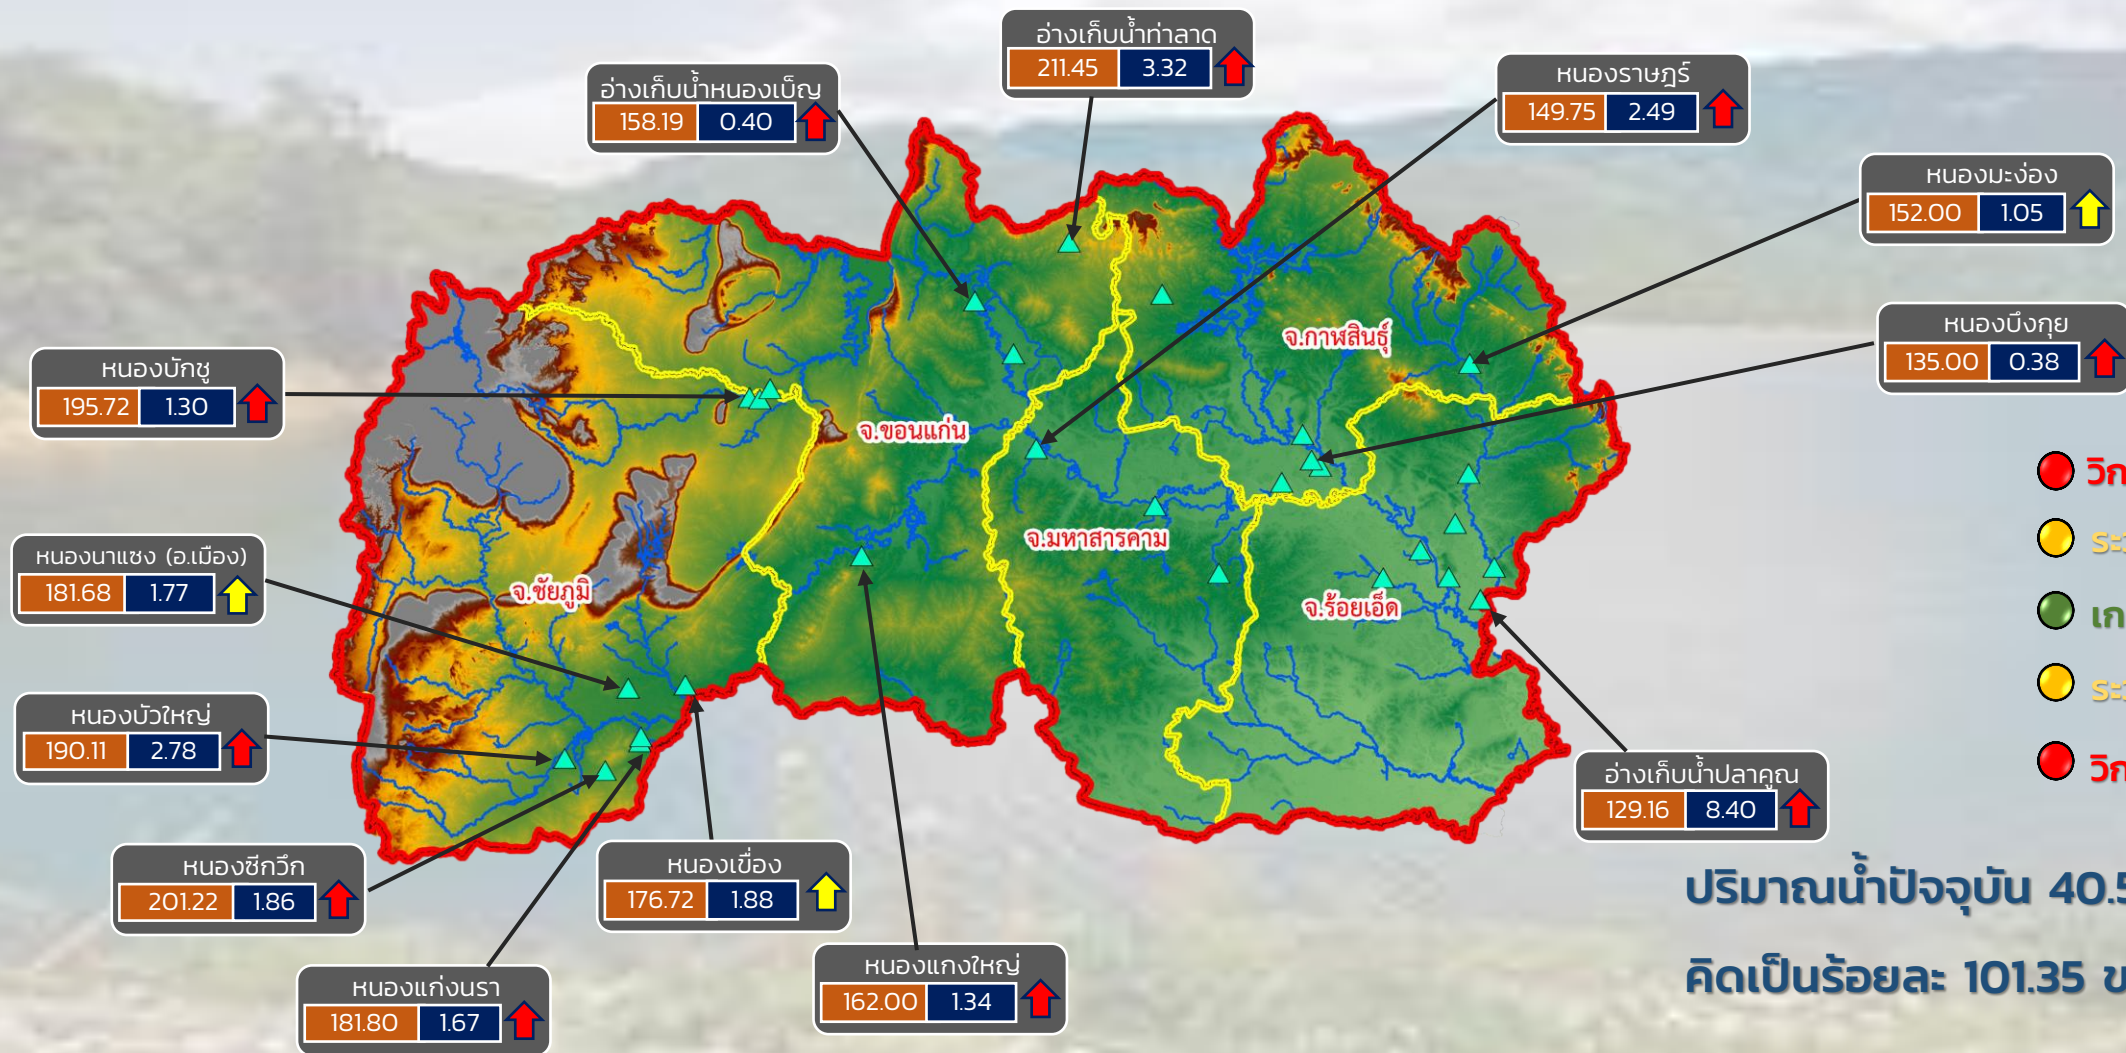 อ่างเก็บน้ำท่าลาด
211.45 3.32
อ่างเก็บน้ำหนองเบ็ญ
158.19 0.40
หนองราษฎร์
149.75 2.49
หนองมะง่อง
152.00 1.05
หนองบึงกุย
135.00 0.38
หนองบักซู
195.72 1.30
จ.กาฬสินธุ์
จ.ขอนแก่น
จ.มหาสารคาม
จ.ชัยภูมิ
จ.ร้อยเอ็ด
หนองนาแซง (อ.เมือง)
181.68 1.77
หนองบัวใหญ่
190.11 2.78
หนองซีกวึก
201.22 1.86
หนองแก่งนรา
181.80 1.67
หนองเขื่อง
176.72 1.88
หนองแกงใหญ่
162.00 1.34
อ่างเก็บน้ำปลาคูณ
129.16 8.40
ปริมาณน้ำปัจจุบัน 40.5
คิดเป็นร้อยละ 101.35 ข